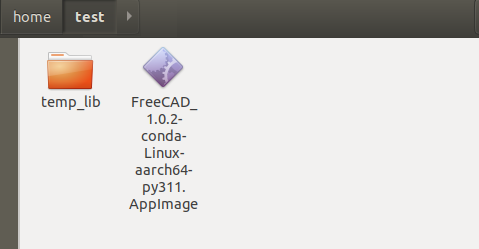 home test
temp_lib
FreeCAD_
1.0.2-
conda-
Linux-
aarch64-
py311.
AppImage